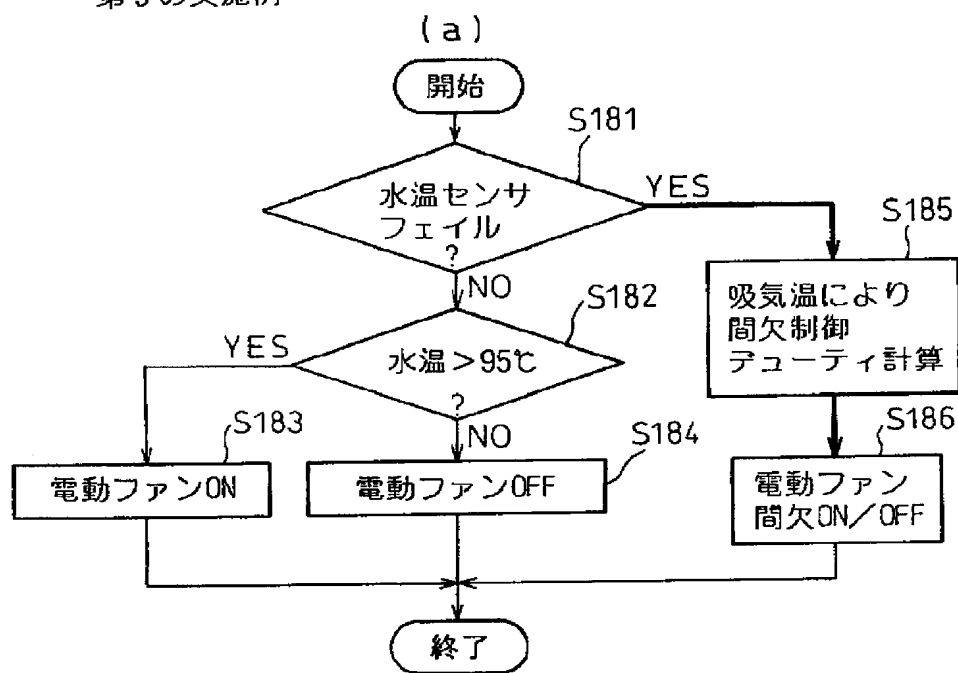 (a)
開始
S181
水温センサ
フェイル
?
YES
NO
S185
吸気温により
間欠制御
デューティ計算
S182
水温>95℃
?
YES
NO
S183
電動ファンON
S184
電動ファンOFF
S186
電動ファン
間欠ON/OFF
終了